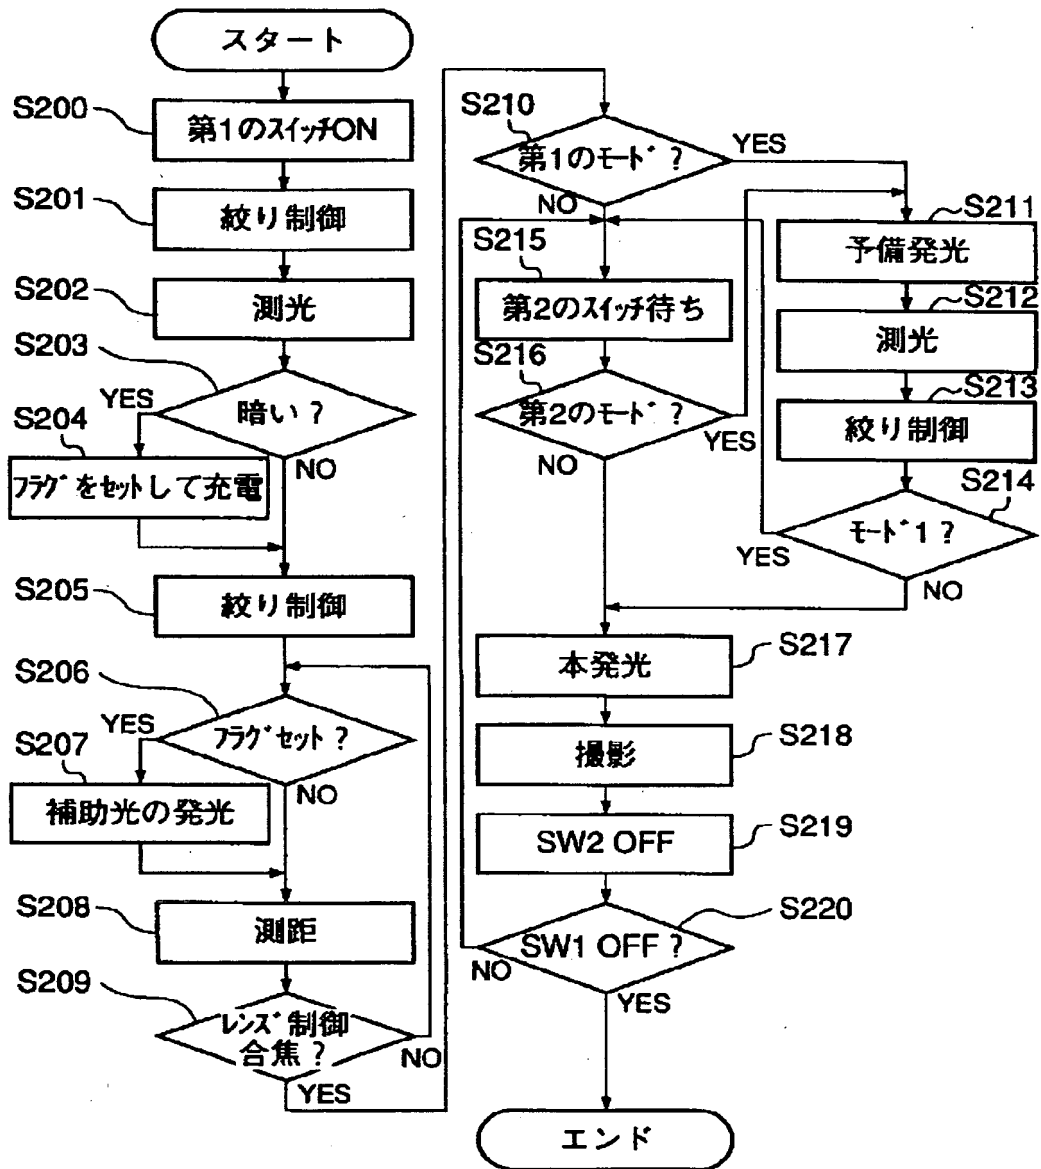 スタート
S200
第1のスイッチON
S201
絞り制御
S202
測光
S203
暗い?
YES
NO
S204
フラグをセットして充電
S205
絞り制御
S206
フラグセット?
YES
NO
S207
補助光の発光
S208
測距
S209
レンズ制御
合焦?
NO
YES
S210
第1のモード?
YES
NO
S211
予備発光
S212
測光
S213
絞り制御
S214
モード1?
YES
NO
S215
第2のスイッチ待ち
S216
第2のモード?
YES
NO
S217
本発光
S218
撮影
S219
SW2 OFF
S220
SW1 OFF?
NO
YES
エンド